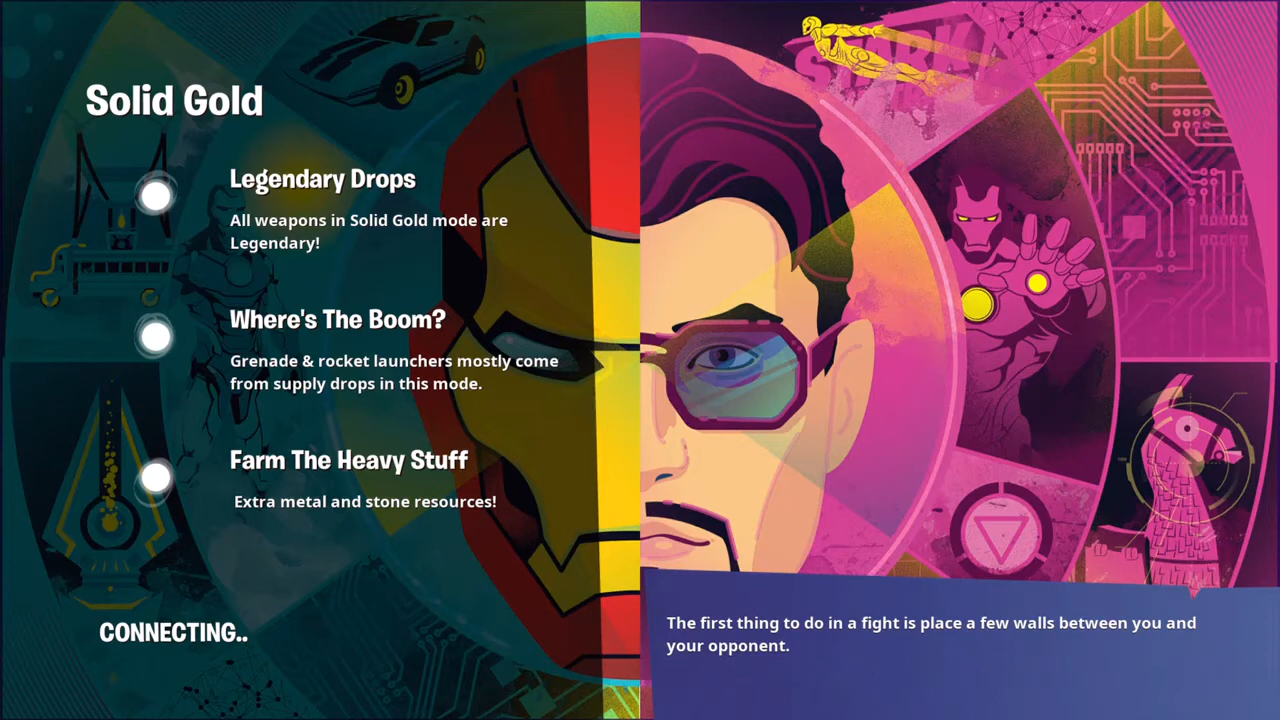 Solid Gold
Legendary Drops
All weapons in Solid Gold mode are
Legendary!
Where's The Boom?
Grenade & rocket launchers mostly come
from supply drops in this mode.
Farm The Heavy Stuff
Extra metal and stone resources!
CONNECTING..
STARK
The first thing to do in a fight is place a few walls between you and
your opponent.